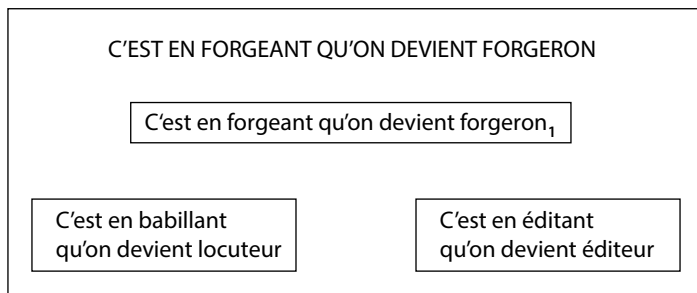 C'EST EN FORGEANT QU'ON DEVIENT FORGERON
C‘est en forgeant qu'on devient forgeron₁
C'est en babillant
qu'on devient locuteur
C'est en éditant
qu'on devient éditeur